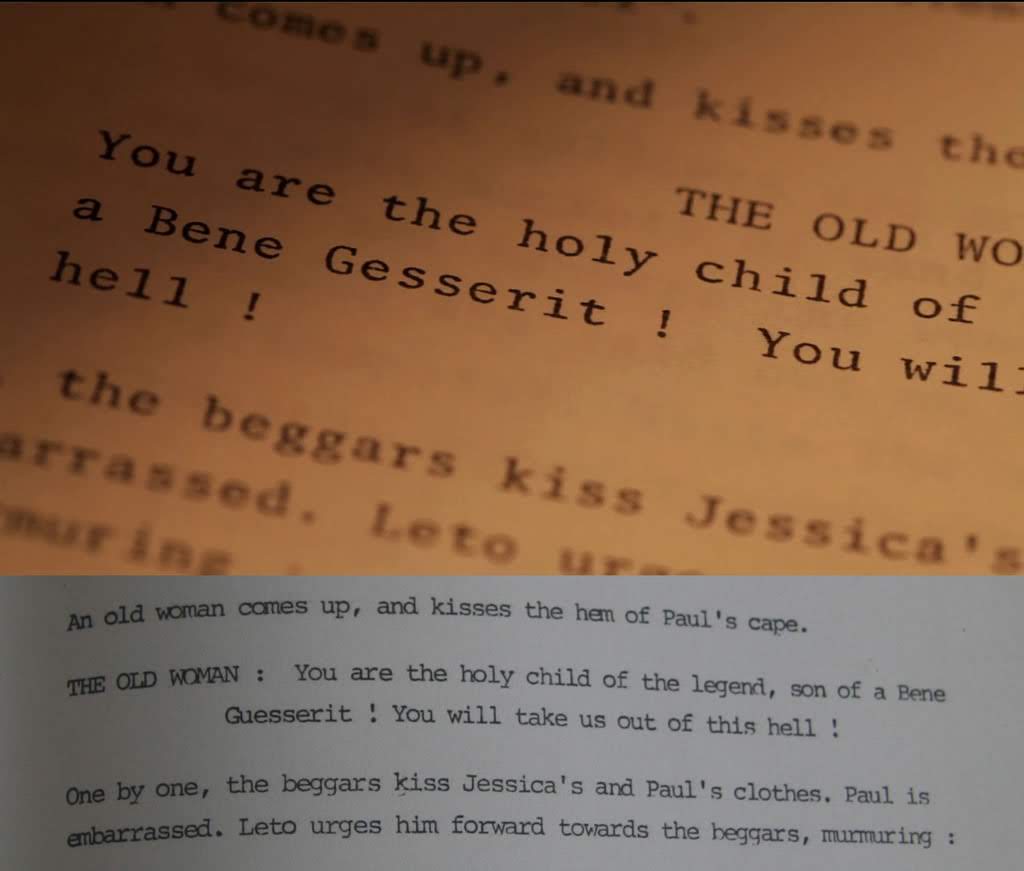 comes up, and kisses the
THE OLD WO
You are the holy child of
a Bene Gesserit ! You will
hell !
the beggars kiss Jessica's
arrassed. Leto urges
murmuring :
An old woman comes up, and kisses the hem of Paul's cape.
THE OLD WOMAN : You are the holy child of the legend, son of a Bene
Guesserit ! You will take us out of this hell !
One by one, the beggars kiss Jessica's and Paul's clothes. Paul is
embarrassed. Leto urges him forward towards the beggars, murmuring :